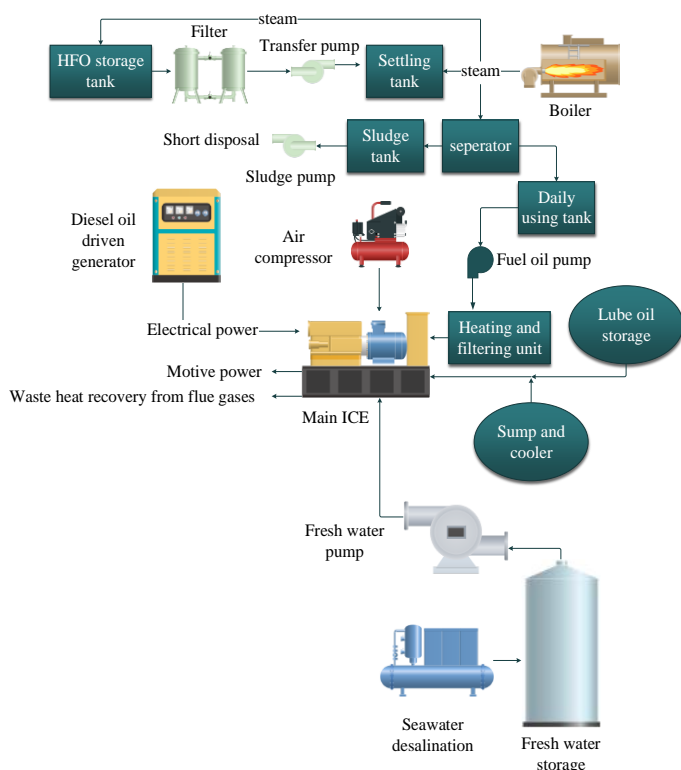 steam
Filter
Transfer pump
HFO storage
tank
Settling
tank
steam
Boiler
Short disposal
Sludge
tank
seperator
Sludge pump
Daily
using tank
Diesel oil
driven
generator
Air
compressor
Fuel oil pump
Lube oil
storage
Electrical power
Heating and
filtering unit
Motive power
Waste heat recovery from flue gases
Main ICE
Sump and
cooler
Fresh water
pump
Seawater
desalination
Fresh water
storage